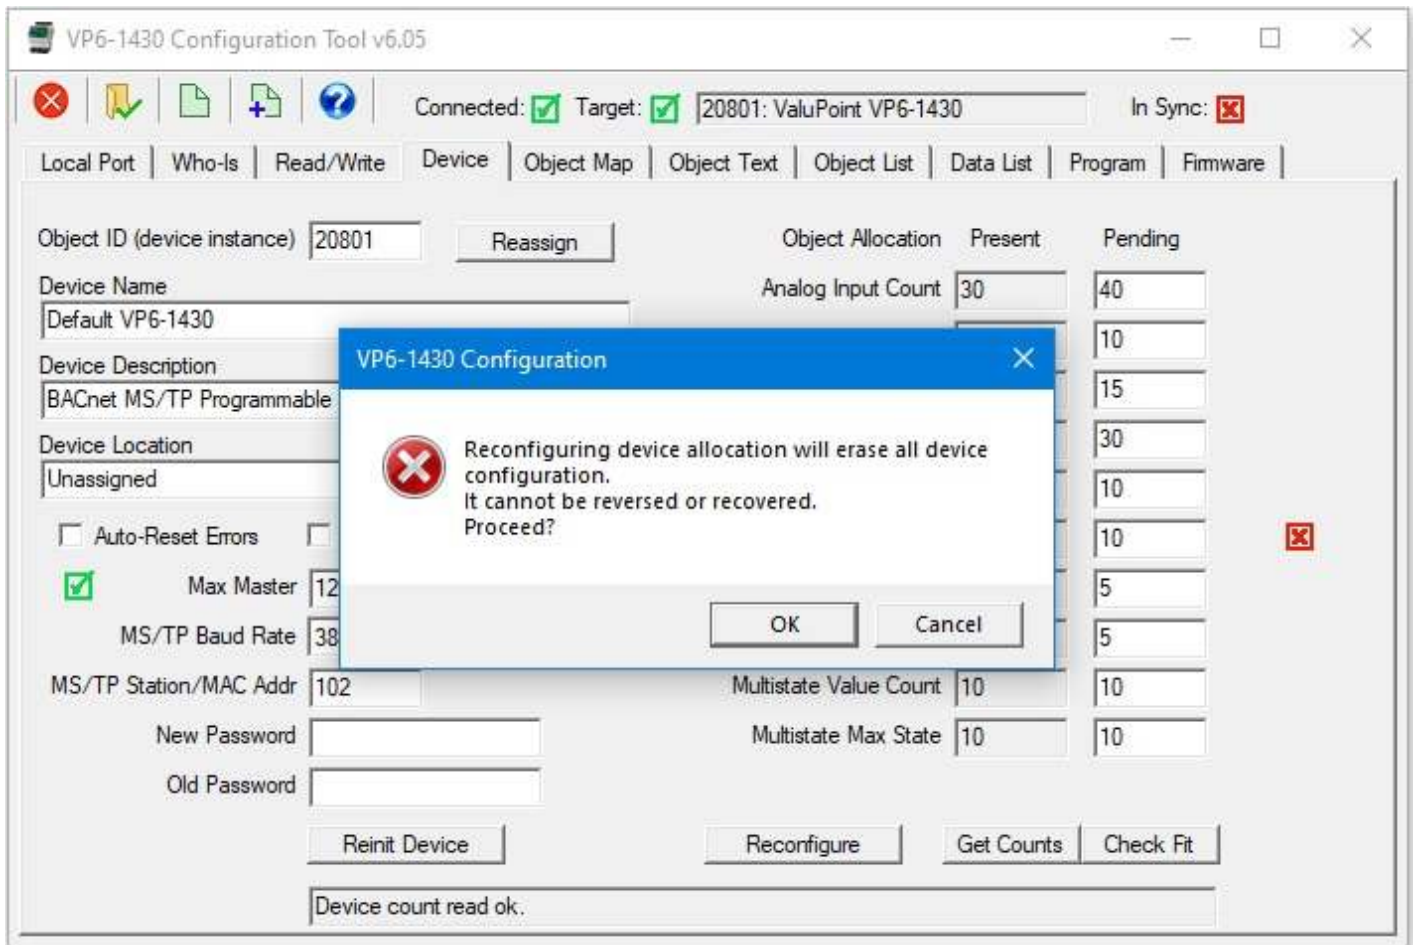 VP6-1430 Configuration Tool v6.05
Connected: Target: 20801: ValuPoint VP6-1430 In Sync:
Local Port Who-Is Read/Write Device Object Map Object Text Object List Data List Program Firmware
Object ID (device instance) 20801 Reassign Object Allocation Present Pending
Device Name Analog Input Count 30 40
Default VP6-1430
10
Device Description
BACnet MS/TP Programmable 15
Device Location 30
Unassigned 10
Auto-Reset Errors 10
Max Master 12 5
MS/TP Baud Rate 38 5
MS/TP Station/MAC Addr 102 Multistate Value Count 10 10
New Password Multistate Max State 10 10
Old Password
Reinit Device Reconfigure Get Counts Check Fit
Device count read ok.
VP6-1430 Configuration
Reconfiguring device allocation will erase all device
configuration.
It cannot be reversed or recovered.
Proceed?
OK Cancel